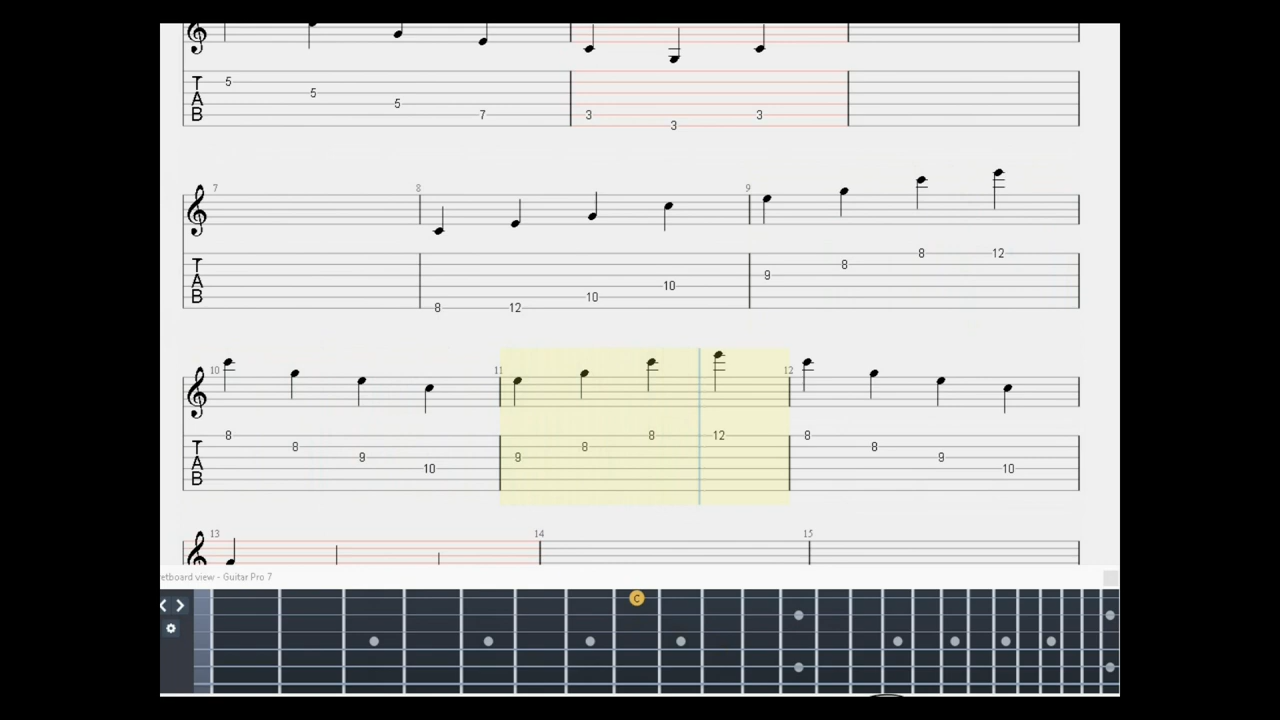 T
A
B
5 5 5 7 3 3 3
7 8 9
T
A
B
8 12 10 10 9 8 8 12
10 11 12
T
A
B
8 8 9 10 9 8 8 12 8 8 9 10
13 14 15
etboard view - Guitar Pro 7
C